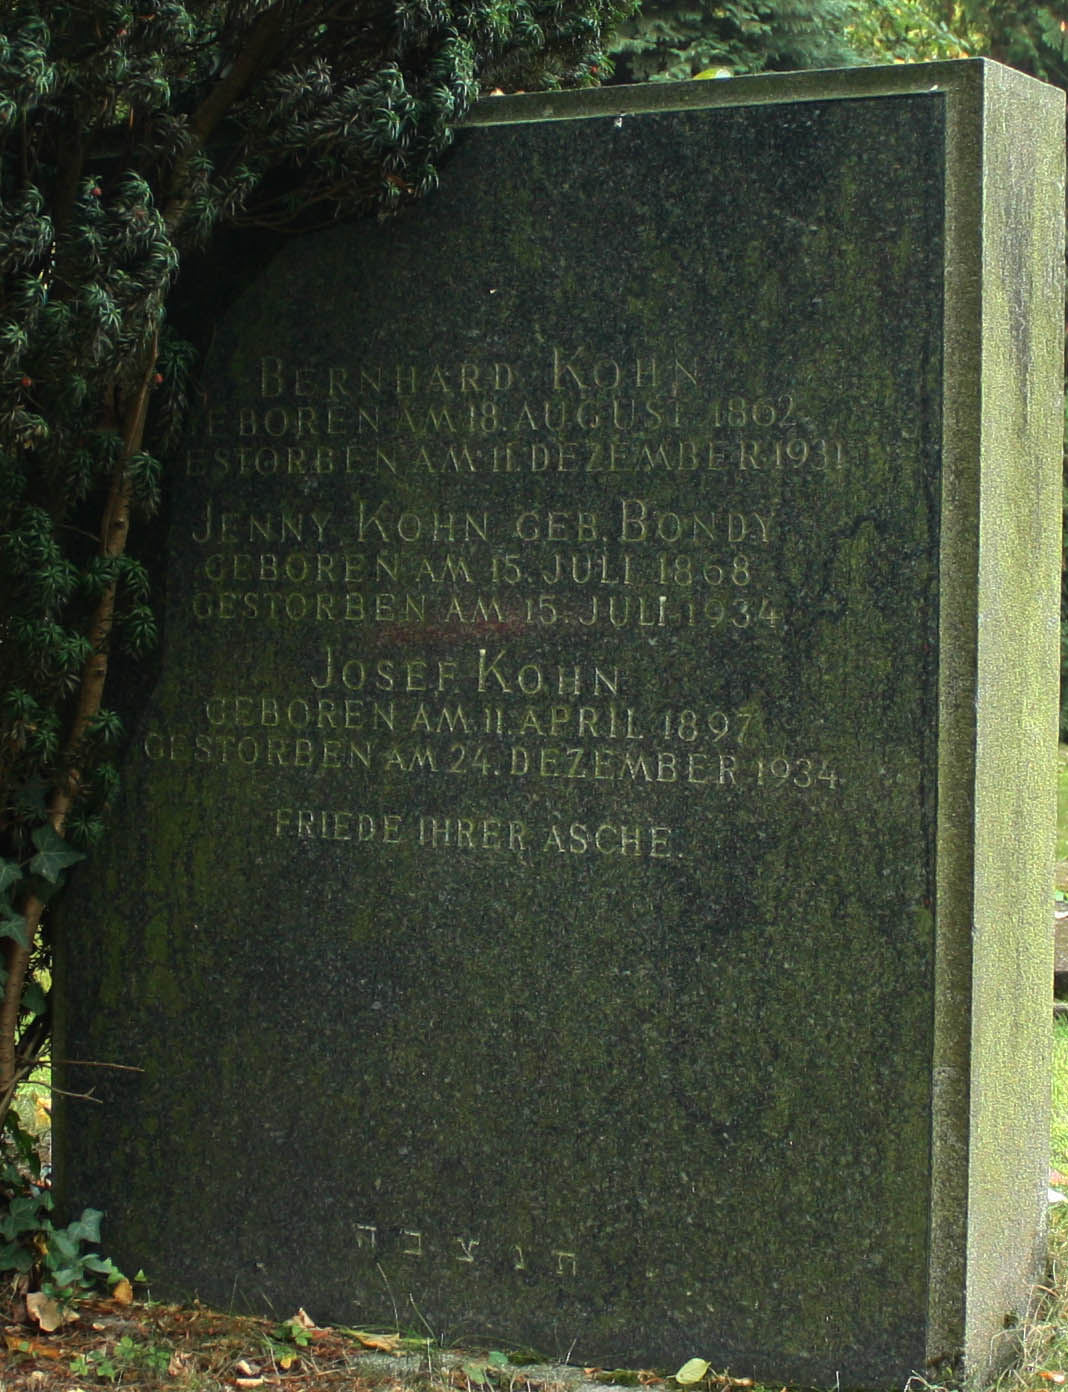 BERNHARD KOHN
GEBOREN AM 18. AUGUST 1862
GESTORBEN AM 11. DEZEMBER 1931
JENNY KOHN GEB. BONDY
GEBOREN AM 15. JULI 1868
GESTORBEN AM 15. JULI 1934
JOSEF KOHN
GEBOREN AM 11. APRIL 1897
GESTORBEN AM 24. DEZEMBER 1934
FRIEDE IHRER ASCHE.
ת נ צ ב ה